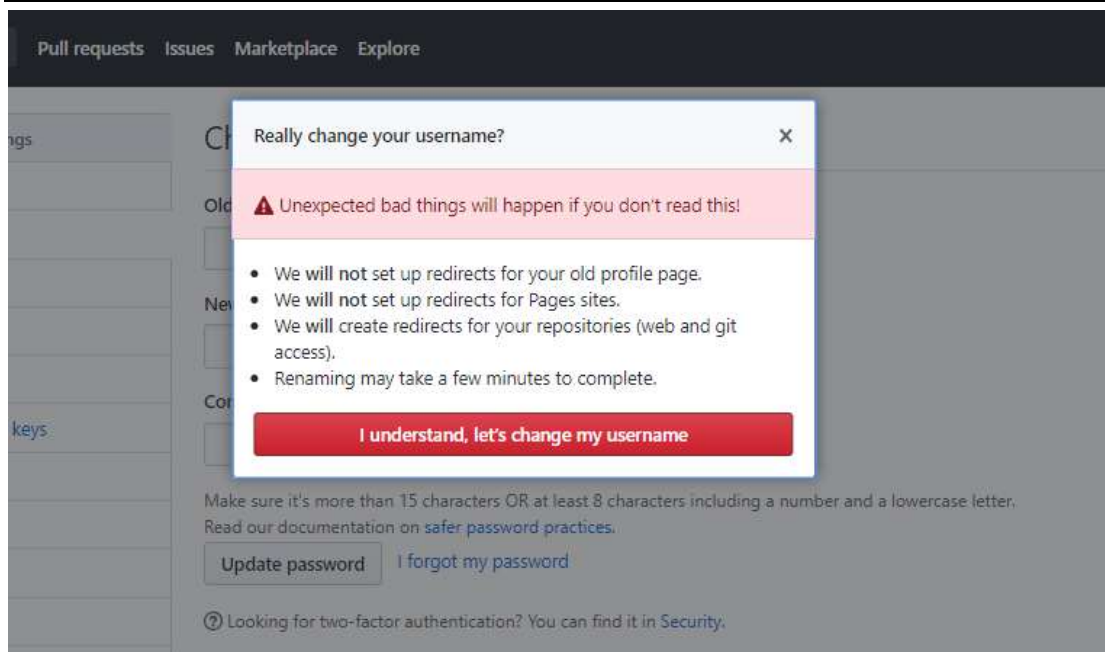 Pull requests Issues Marketplace Explore
Really change your username? ×
Old
Unexpected bad things will happen if you don't read this!
• We will not set up redirects for your old profile page.
• We will not set up redirects for Pages sites.
• We will create redirects for your repositories (web and git
access).
• Renaming may take a few minutes to complete.
keys
I understand, let's change my username
Make sure it's more than 15 characters OR at least 8 characters including a number and a lowercase letter.
Read our documentation on safer password practices.
Update password I forgot my password
Looking for two-factor authentication? You can find it in Security.